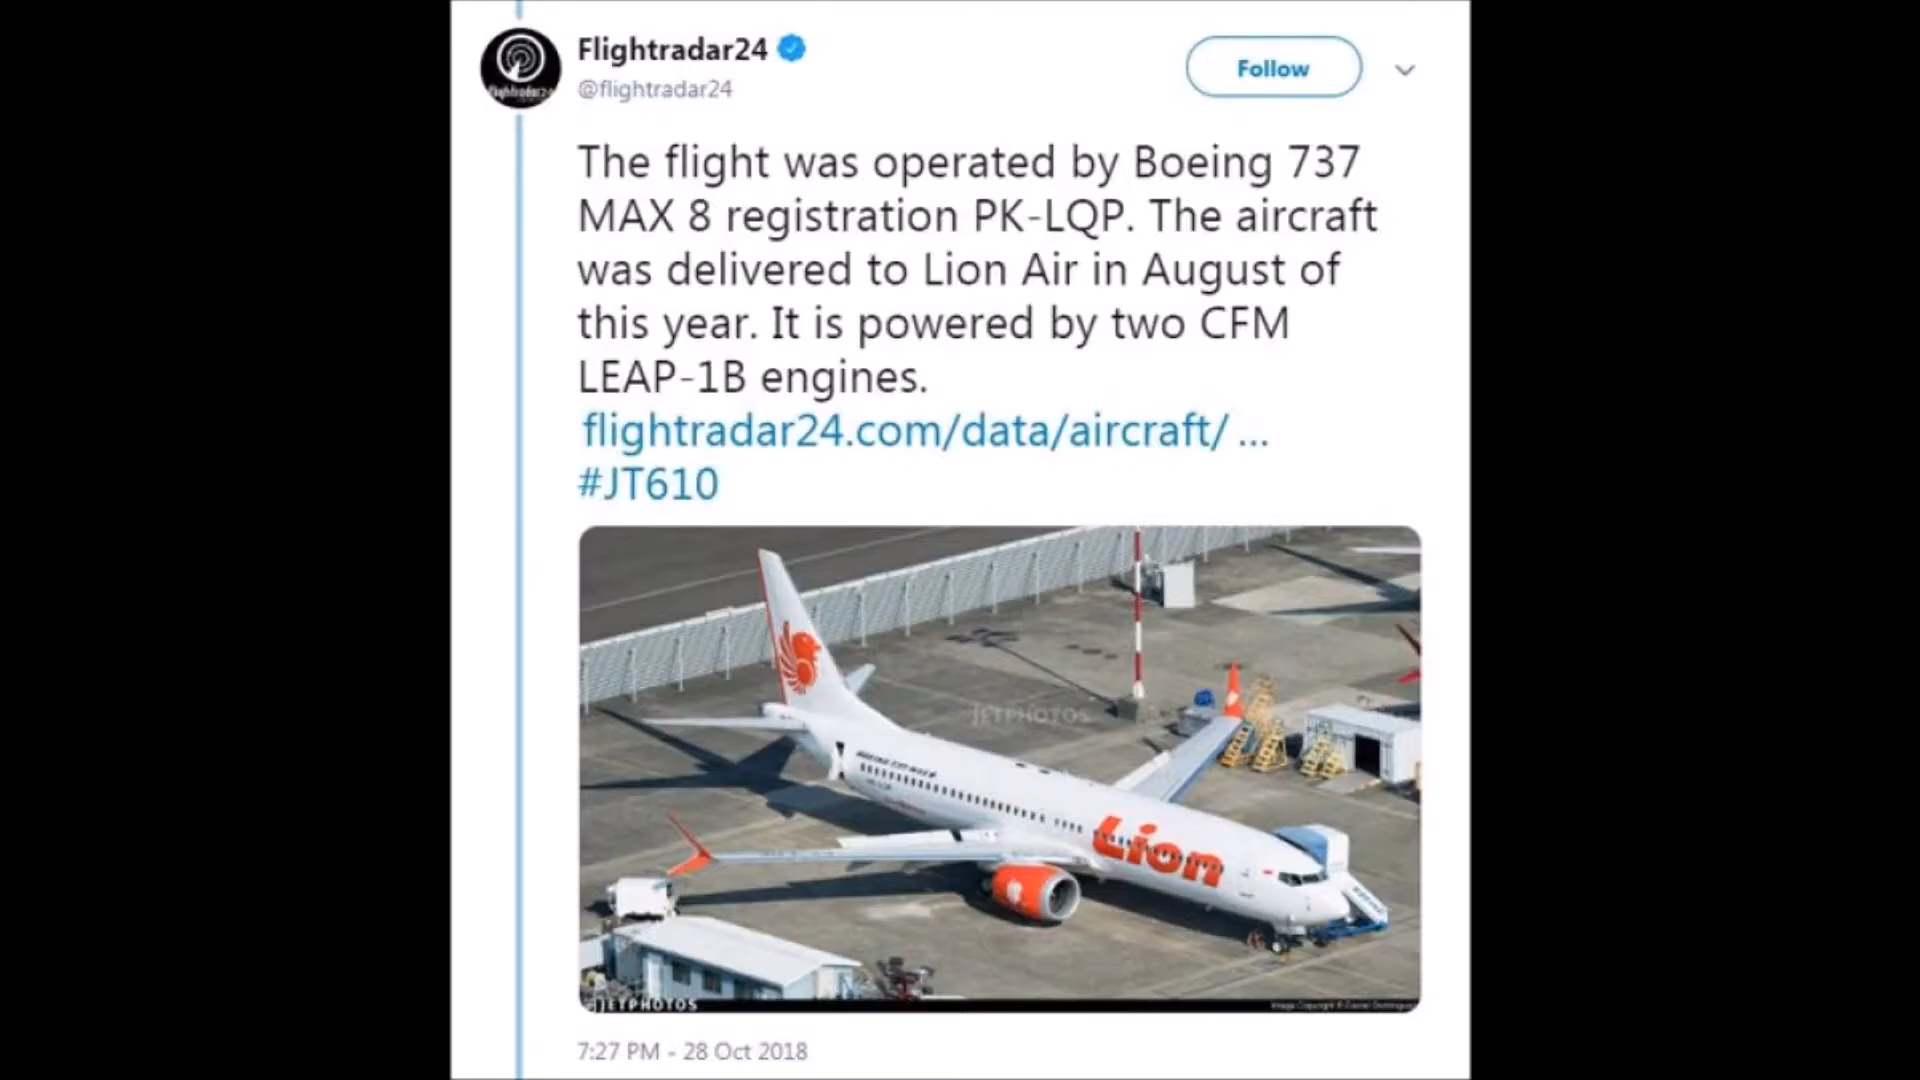 Flightradar24
@flightradar24
Follow
flightradar24
The flight was operated by Boeing 737
MAX 8 registration PK-LQP. The aircraft
was delivered to Lion Air in August of
this year. It is powered by two CFM
LEAP-1B engines.
flightradar24.com/data/aircraft/ ...
#JT610
JETPHOTOS
Lion
JETPHOTOS
7:27 PM - 28 Oct 2018